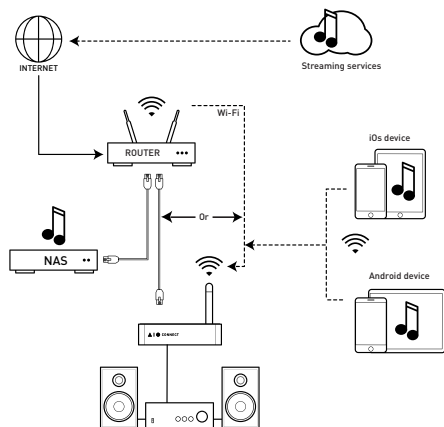 INTERNET
Streaming services
Wi-Fi
ROUTER
iOs device
Or
NAS
Android device
CONNECT